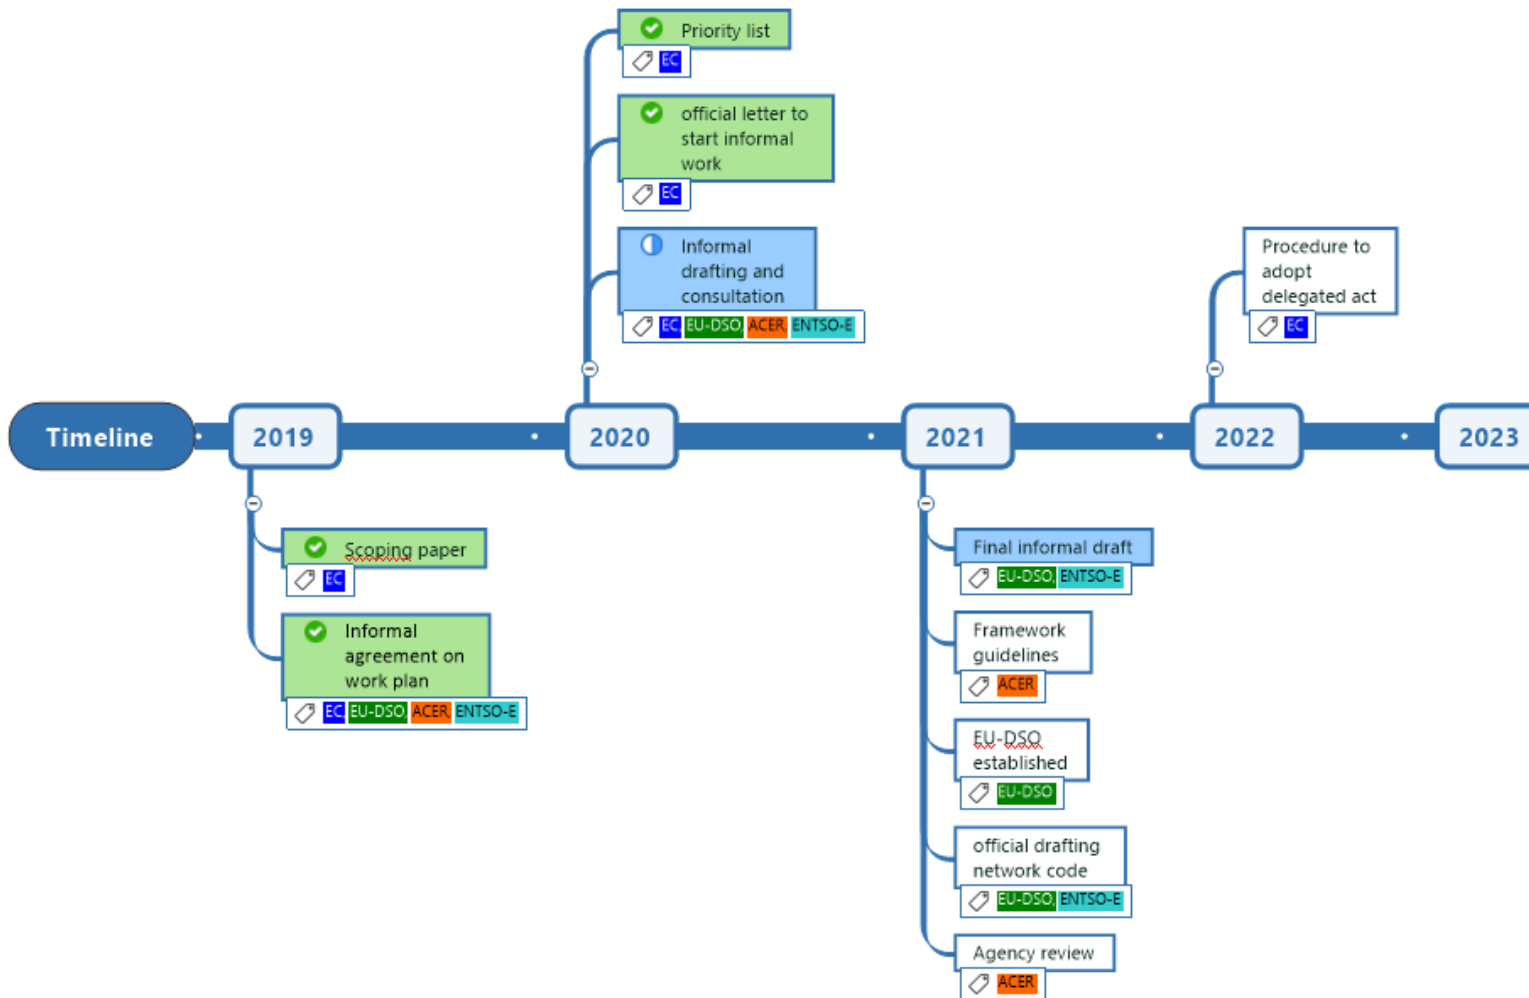 Priority list
EC
official letter to
start informal
work
EC
Informal
drafting and
consultation
EC, EU-DSO, ACER, ENTSO-E
Procedure to
adopt
delegated act
EC
Timeline
2019
2020
2021
2022
2023
Scoping paper
EC
Informal
agreement on
work plan
EC, EU-DSO, ACER, ENTSO-E
Final informal draft
EU-DSO, ENTSO-E
Framework
guidelines
ACER
EU-DSO
established
EU-DSO
official drafting
network code
EU-DSO, ENTSO-E
Agency review
ACER